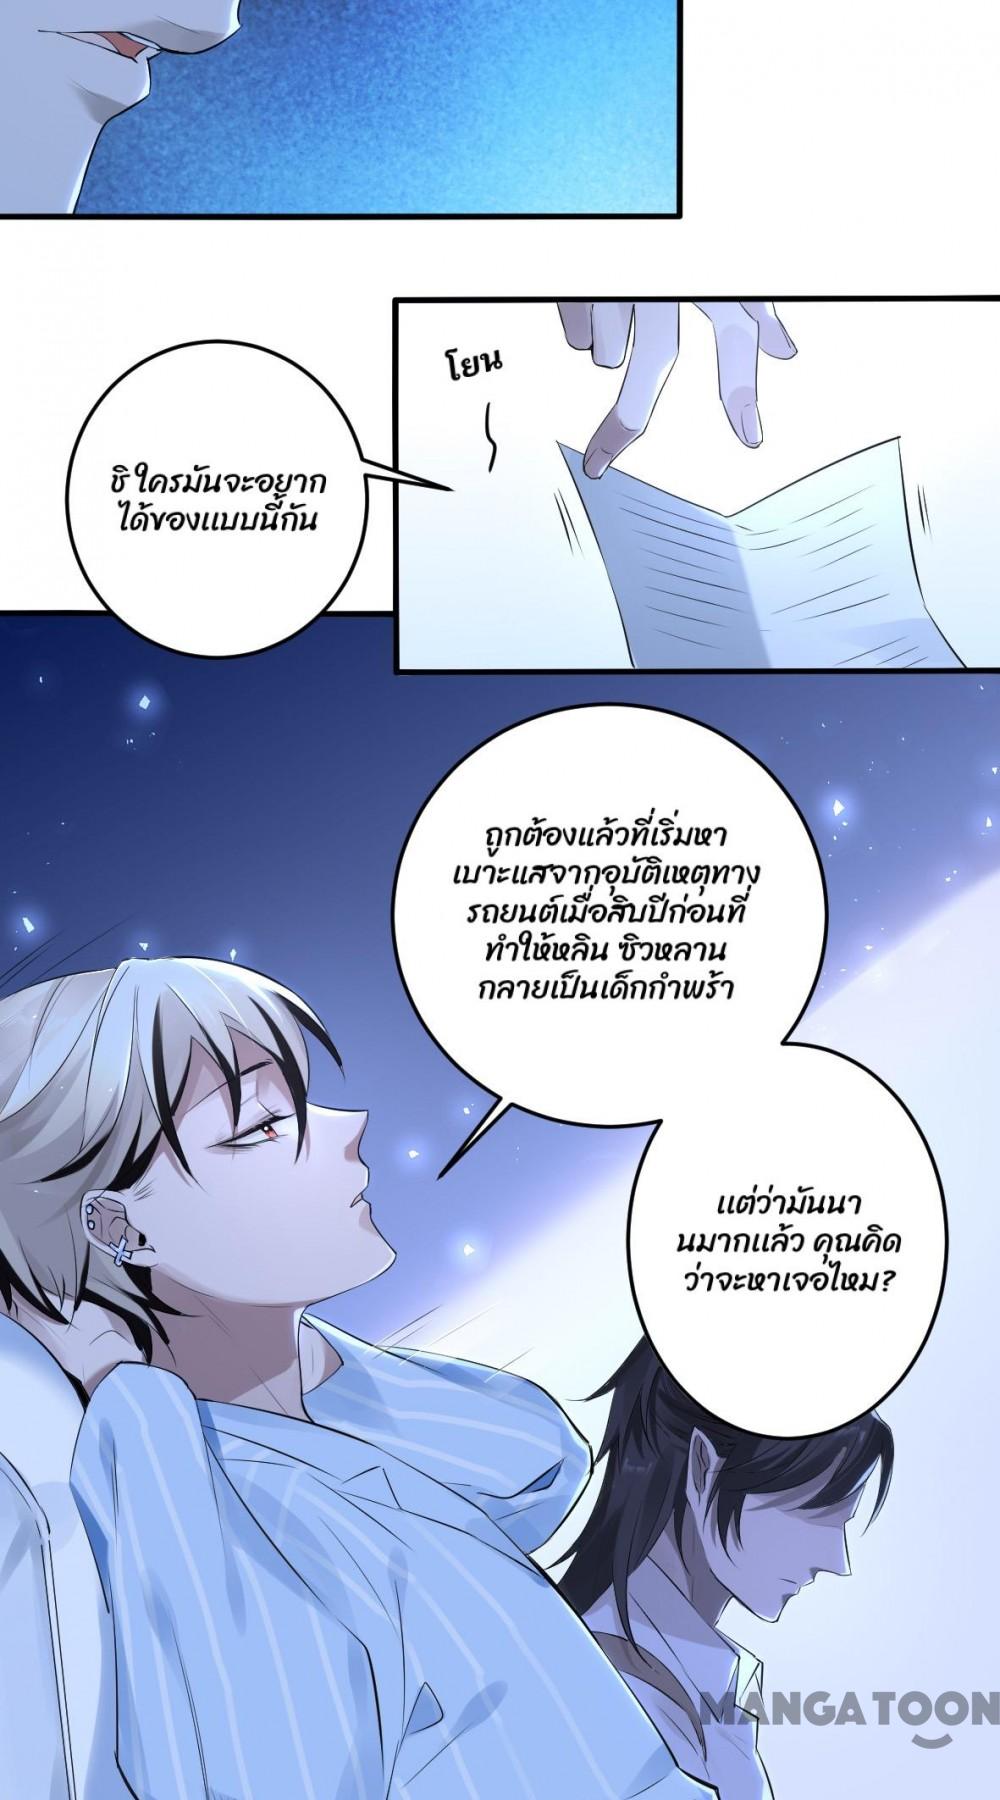 โยน
ชิ ใครมันจะอยาก
ได้ของแบบนี้กัน
ถูกต้องแล้วที่เริ่มหา
เบาะแสจากอุบัติเหตุทาง
รถยนต์เมื่อสิบปีก่อนที่
ทำให้หลิน ซิวหลาน
กลายเป็นเด็กกำพร้า
แต่ว่ามันนา
นมากแล้ว คุณคิด
ว่าจะหาเจอไหม?
MANGATOON